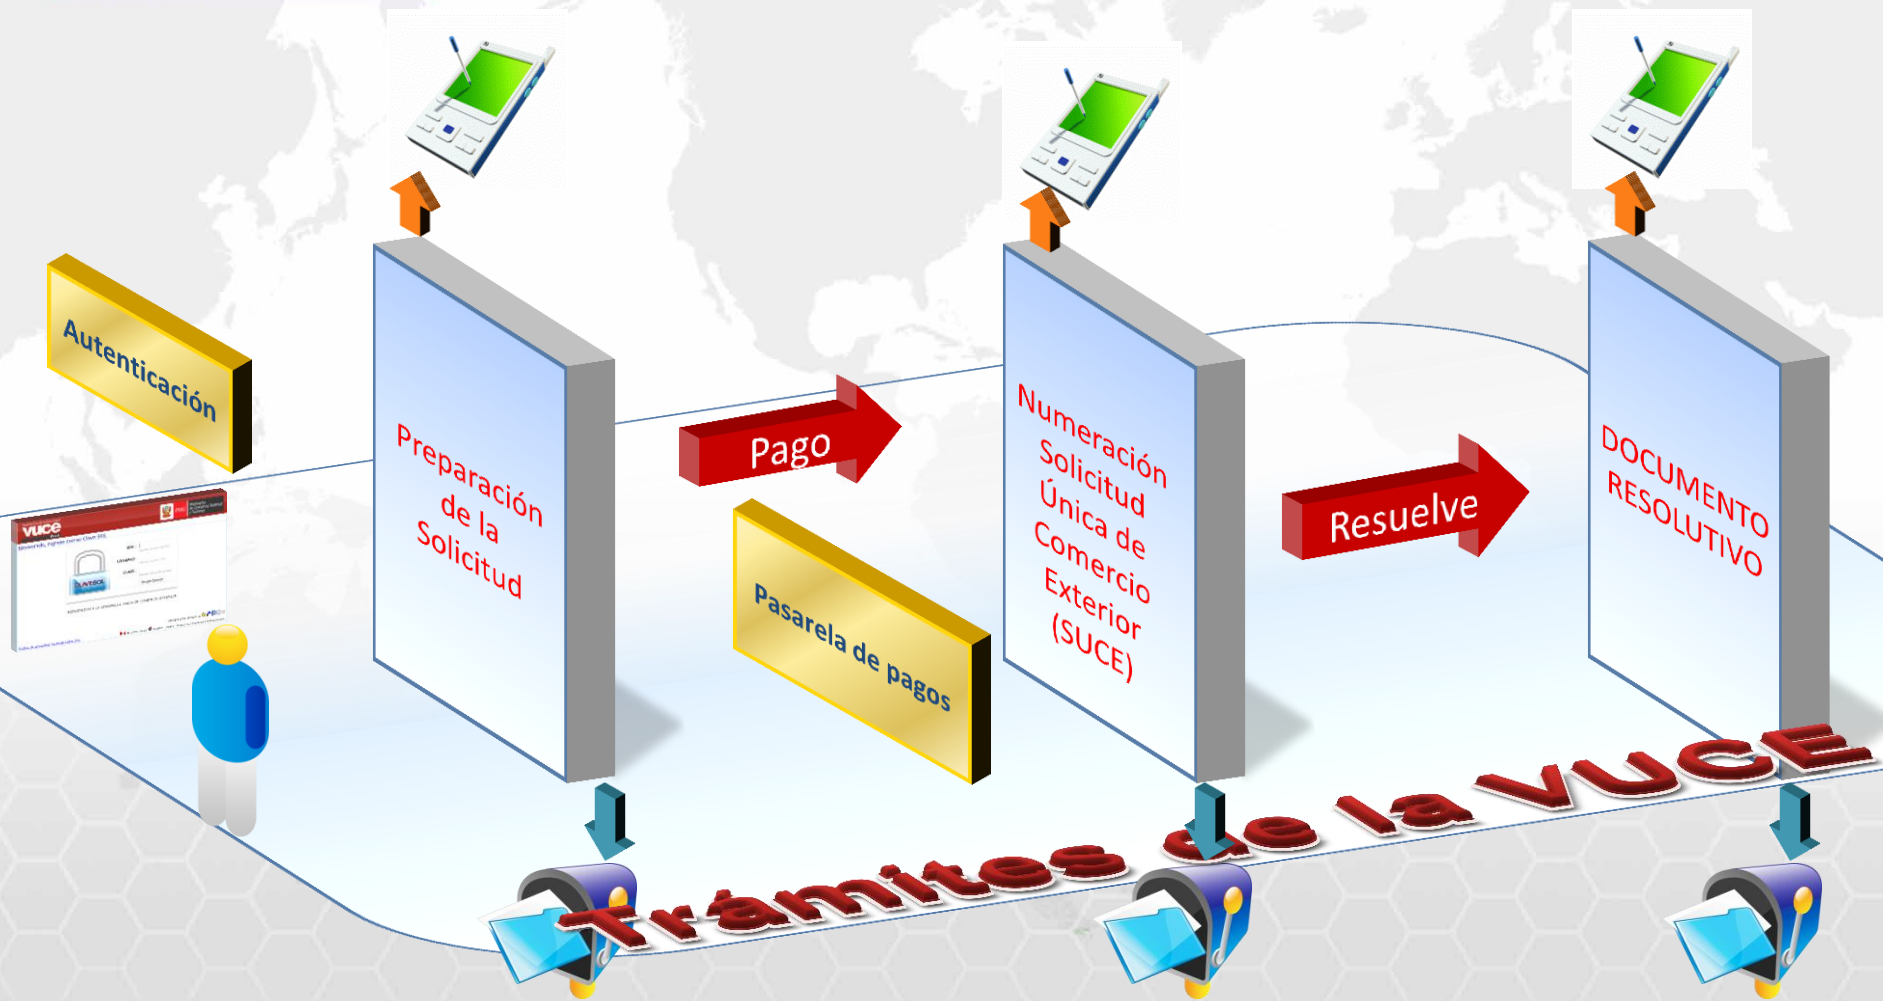 Autenticación
vuce
Preparación
de la
Solicitud
Pago
Pasarela de pagos
Numeración
Solicitud
Única de
Comercio
Exterior
(SUCE)
Resuelve
DOCUMENTO
RESOLUTIVO
Trámites de la VUCE